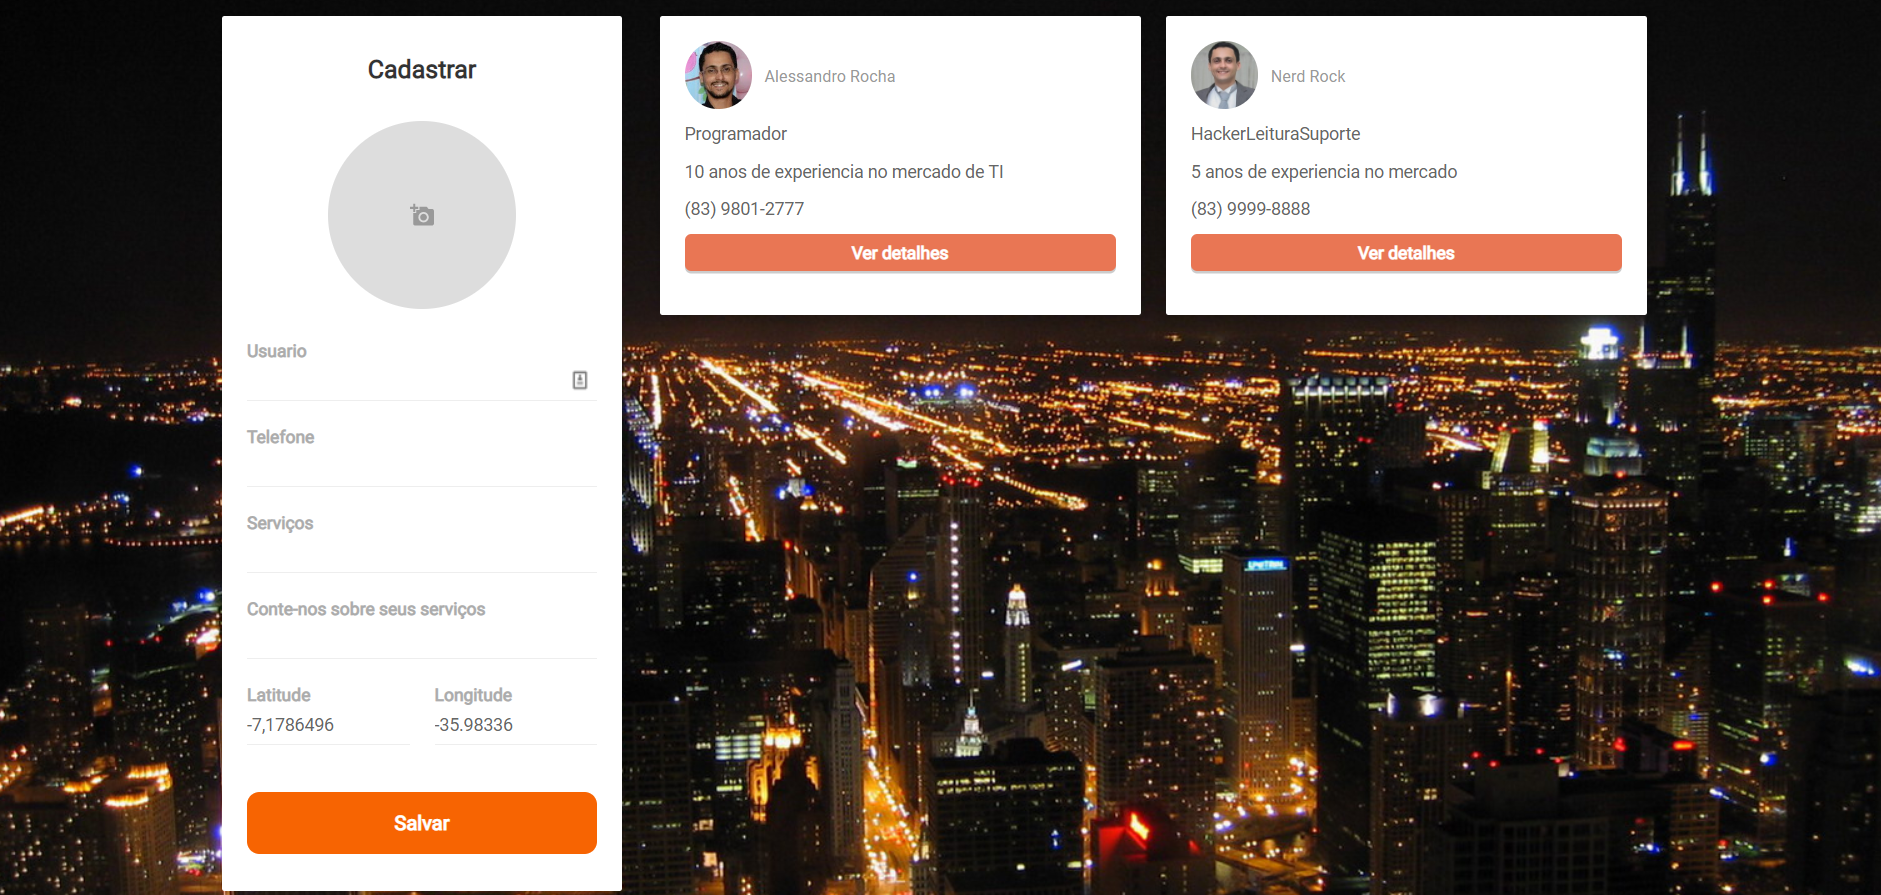 Cadastrar
Usuario
Telefone
Serviços
Conte-nos sobre seus serviços
Latitude
Longitude
-7,1786496
-35.98336
Salvar
Alessandro Rocha
Programador
10 anos de experiencia no mercado de TI
(83) 9801-2777
Ver detalhes
Nerd Rock
HackerLeituraSuporte
5 anos de experiencia no mercado
(83) 9999-8888
Ver detalhes